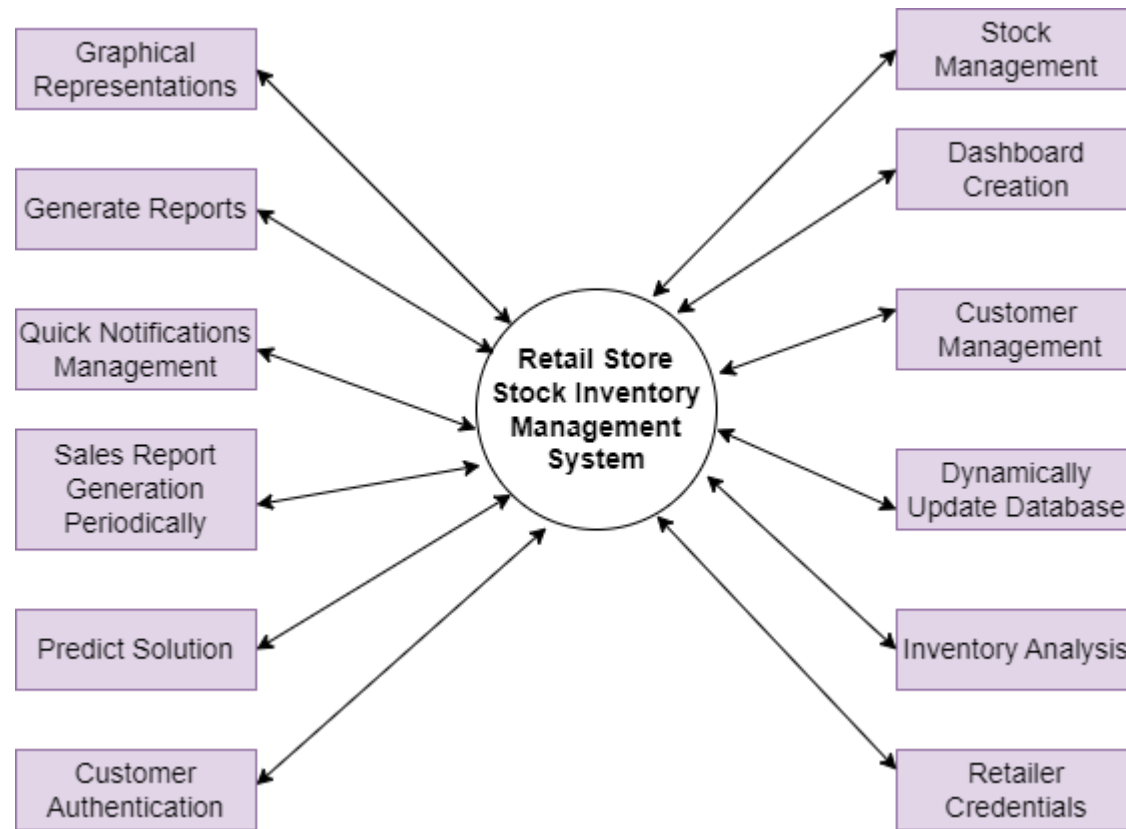 Graphical
Representations
Generate Reports
Quick Notifications
Management
Sales Report
Generation
Periodically
Predict Solution
Customer
Authentication
Retail Store
Stock Inventory
Management
System
Stock
Management
Dashboard
Creation
Customer
Management
Dynamically
Update Database
Inventory Analysis
Retailer
Credentials